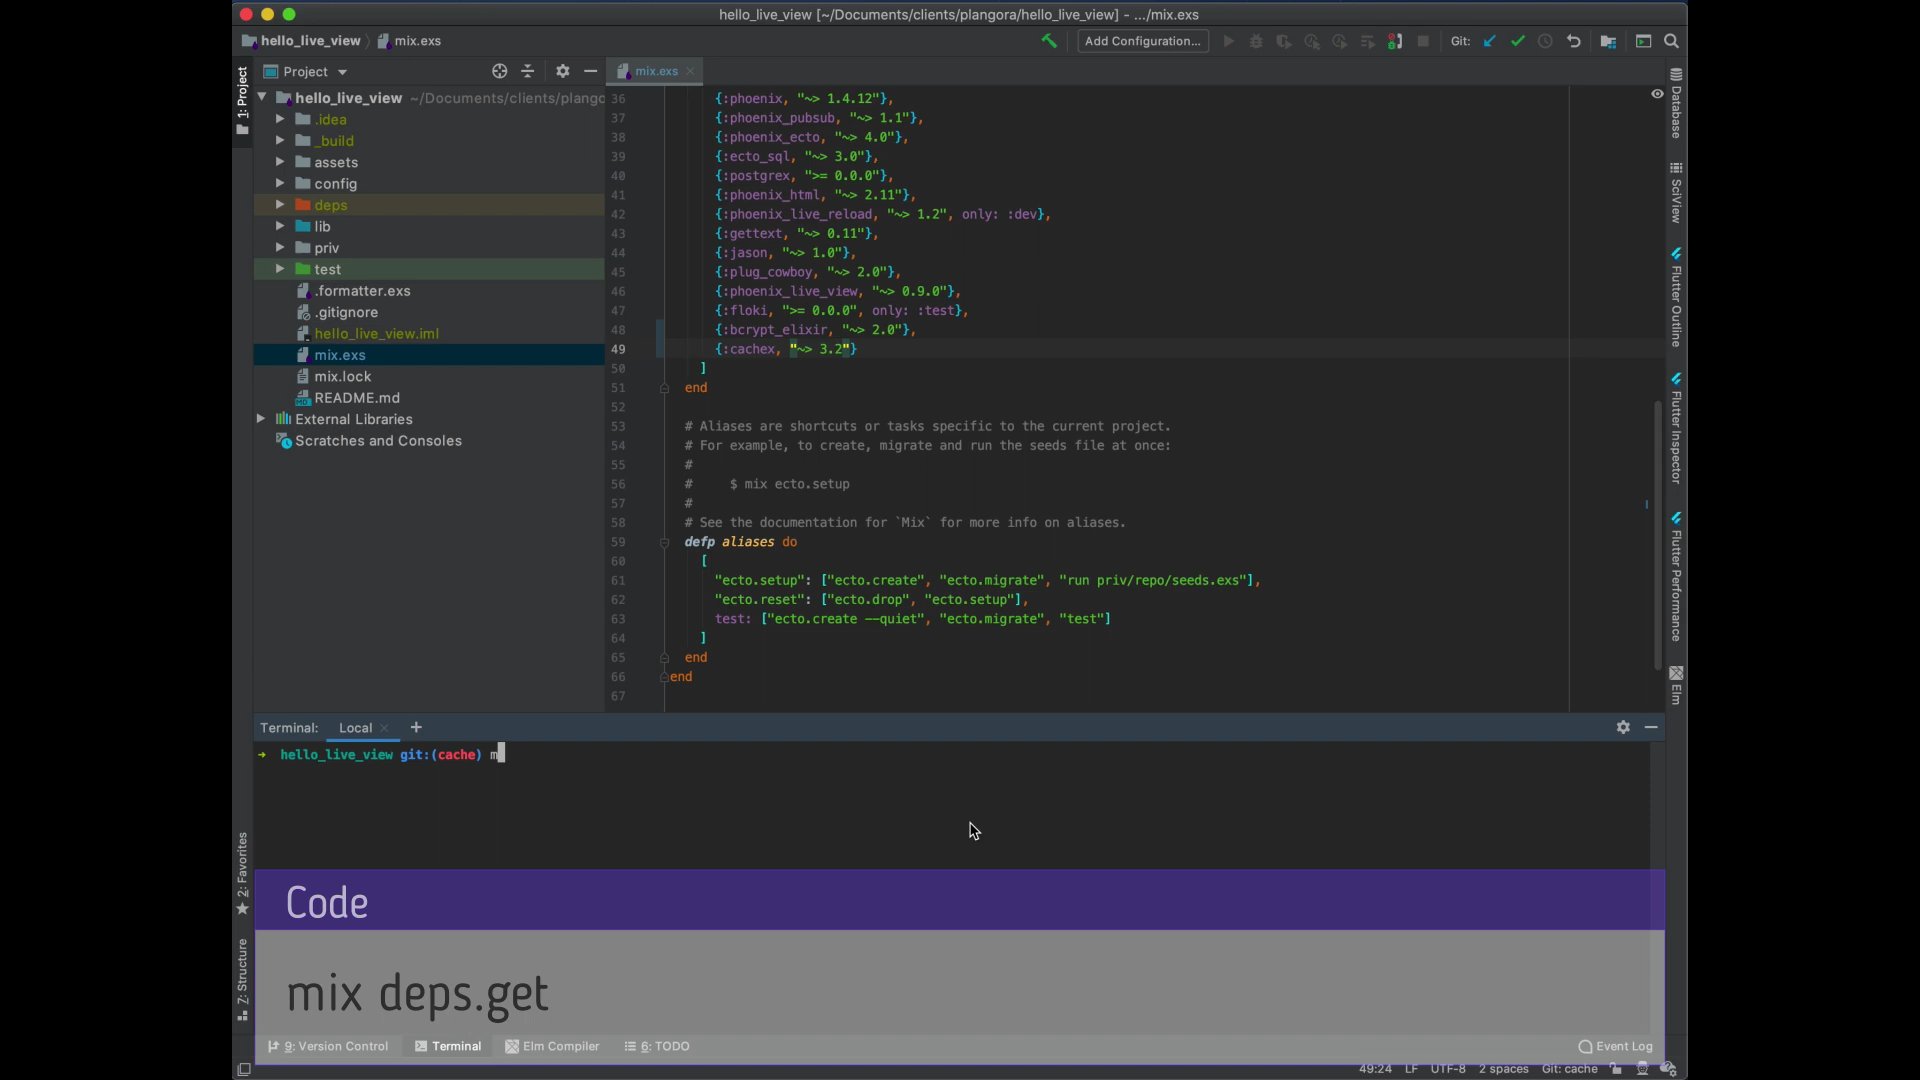 hello_live_view [~/Documents/clients/plangora/hello_live_view] - .../mix.exs
hello_live_view
mix.exs
Add Configuration...
Git:
1: Project
Project
mix.exs
hello_live_view ~/Documents/clients/plango
.idea
_build
assets
config
deps
lib
priv
test
.formatter.exs
.gitignore
hello_live_view.iml
mix.exs
mix.lock
README.md
External Libraries
Scratches and Consoles
36 {:phoenix, "~> 1.4.12"},
37 {:phoenix_pubsub, "~> 1.1"},
38 {:phoenix_ecto, "~> 4.0"},
39 {:ecto_sql, "~> 3.0"},
40 {:postgrex, ">= 0.0.0"},
41 {:phoenix_html, "~> 2.11"},
42 {:phoenix_live_reload, "~> 1.2", only: :dev},
43 {:gettext, "~> 0.11"},
44 {:jason, "~> 1.0"},
45 {:plug_cowboy, "~> 2.0"},
46 {:phoenix_live_view, "~> 0.9.0"},
47 {:floki, ">= 0.0.0", only: :test},
48 {:bcrypt_elixir, "~> 2.0"},
49 {:cachex, "~> 3.2"}
50 ]
51 end
52
53 # Aliases are shortcuts or tasks specific to the current project.
54 # For example, to create, migrate and run the seeds file at once:
55 #
56 # $ mix ecto.setup
57 #
58 # See the documentation for `Mix` for more info on aliases.
59 defp aliases do
60 [
61 "ecto.setup": ["ecto.create", "ecto.migrate", "run priv/repo/seeds.exs"],
62 "ecto.reset": ["ecto.drop", "ecto.setup"],
63 test: ["ecto.create --quiet", "ecto.migrate", "test"]
64 ]
65 end
66 end
67
Database
SciView
Flutter Outline
Flutter Inspector
Flutter Performance
Elm
Terminal: Local
→ hello_live_view git:(cache) m
2: Favorites
7: Structure
Code
mix deps.get
9: Version Control
Terminal
Elm Compiler
6: TODO
Event Log
49:24 LF UTF-8 2 spaces Git: cache